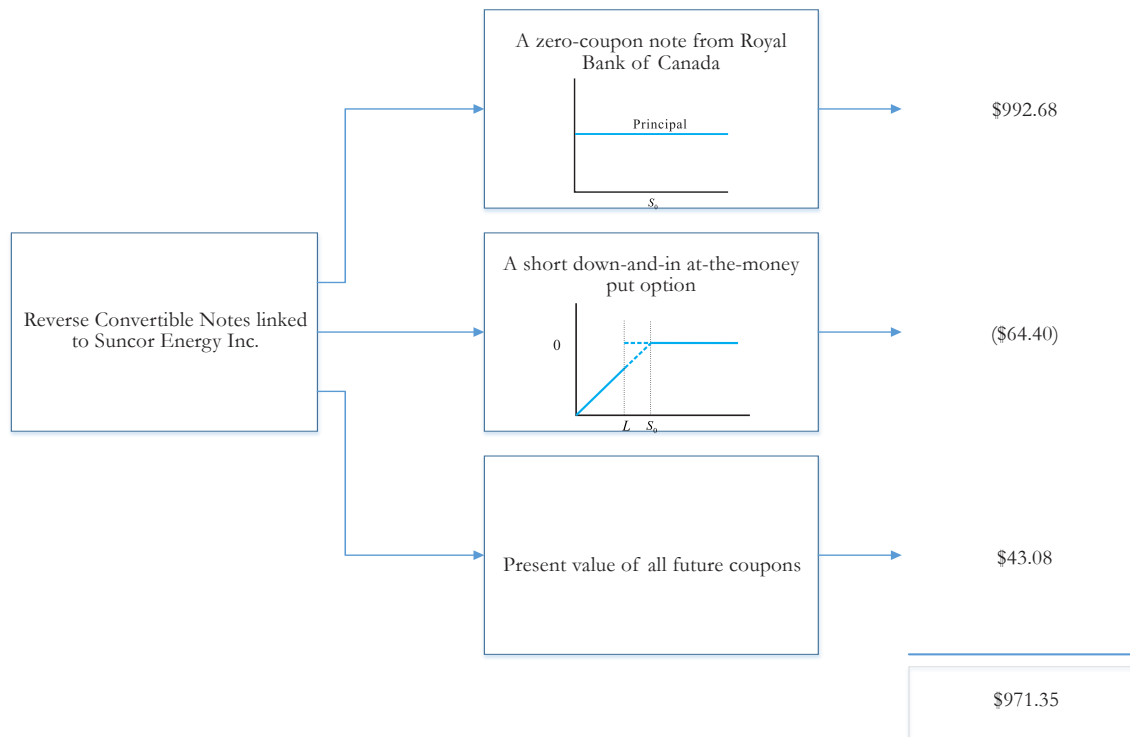 A zero-coupon note from Royal
Bank of Canada
Principal
S₀
$992.68
Reverse Convertible Notes linked
to Suncor Energy Inc.
A short down-and-in at-the-money
put option
0
L S₀
($64.40)
Present value of all future coupons
$43.08
$971.35